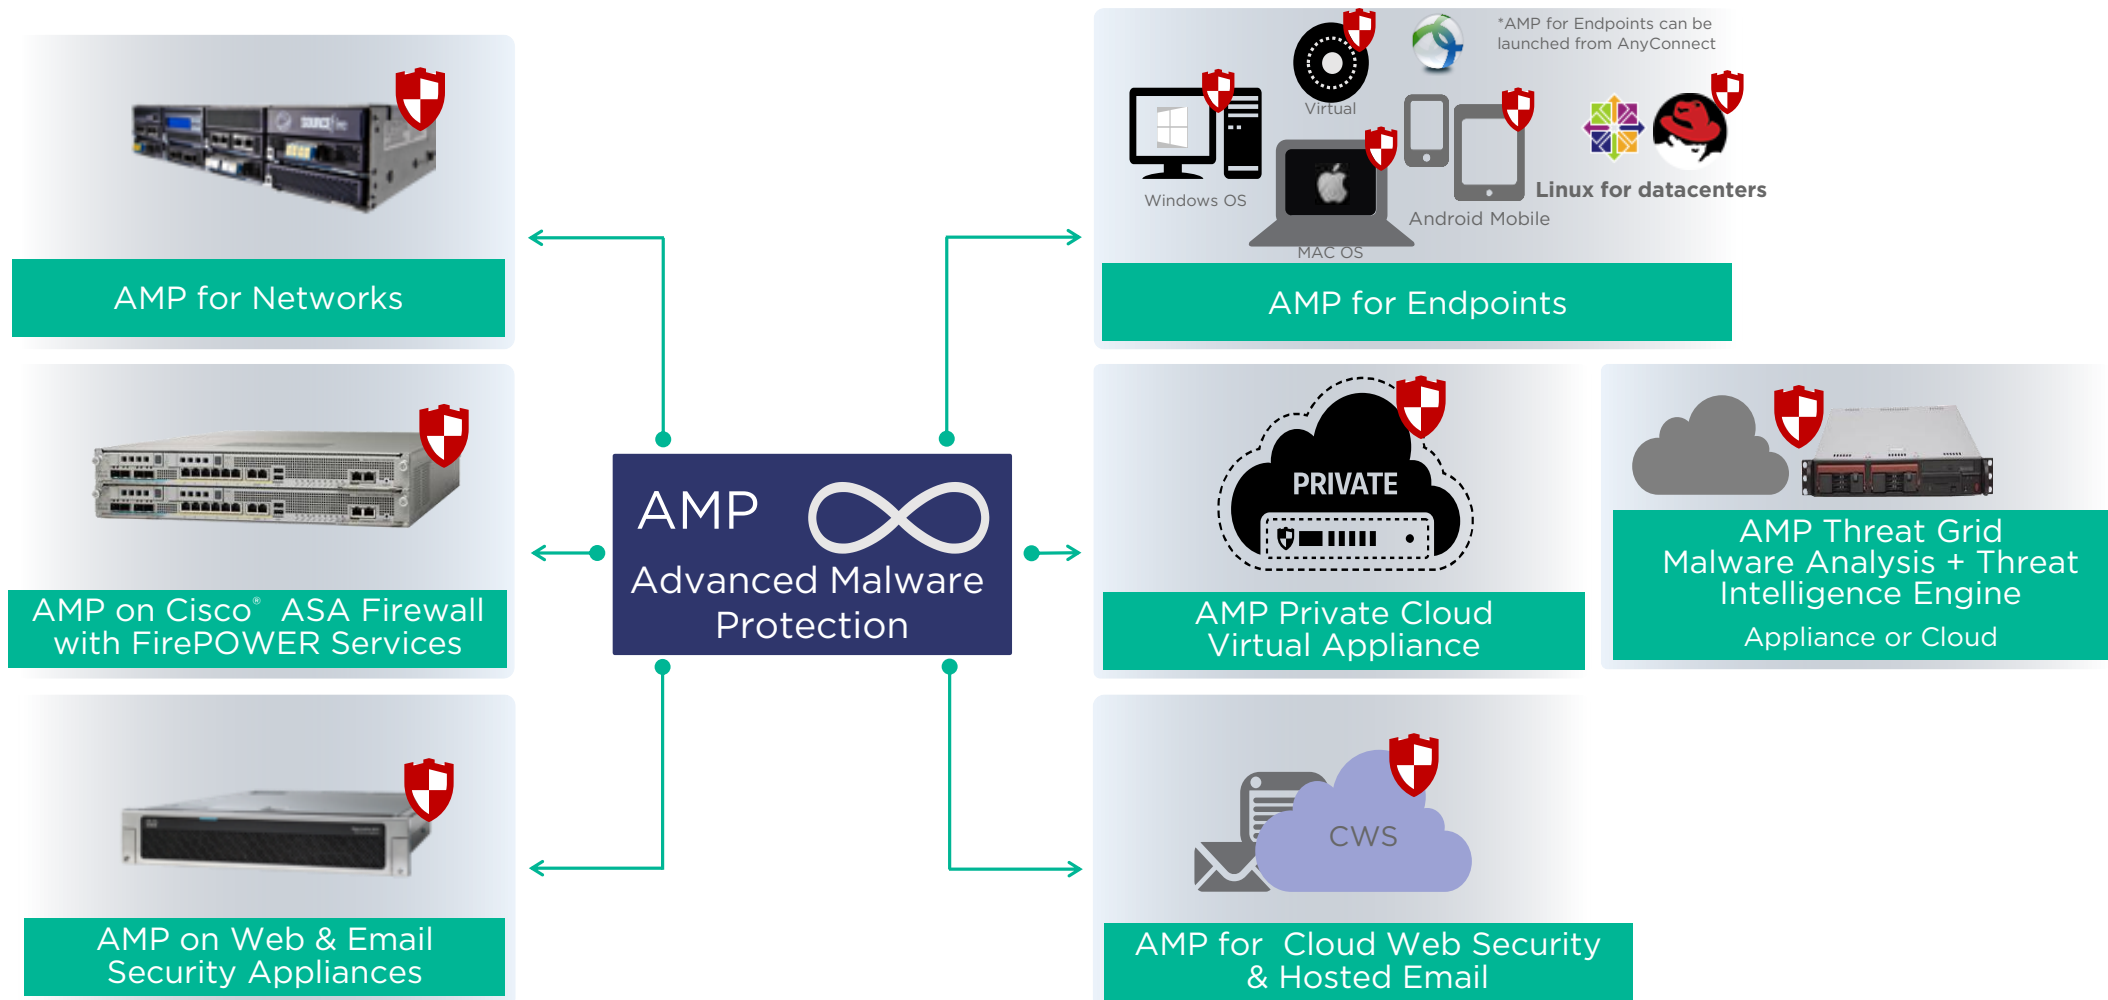 AMP for Networks
*AMP for Endpoints can be
launched from AnyConnect
Virtual
Windows OS
MAC OS
Android Mobile
Linux for datacenters
AMP for Endpoints
AMP on Cisco® ASA Firewall
with FirePOWER Services
AMP
Advanced Malware
Protection
PRIVATE
AMP Private Cloud
Virtual Appliance
AMP Threat Grid
Malware Analysis + Threat
Intelligence Engine
Appliance or Cloud
AMP on Web & Email
Security Appliances
CWS
AMP for Cloud Web Security
& Hosted Email